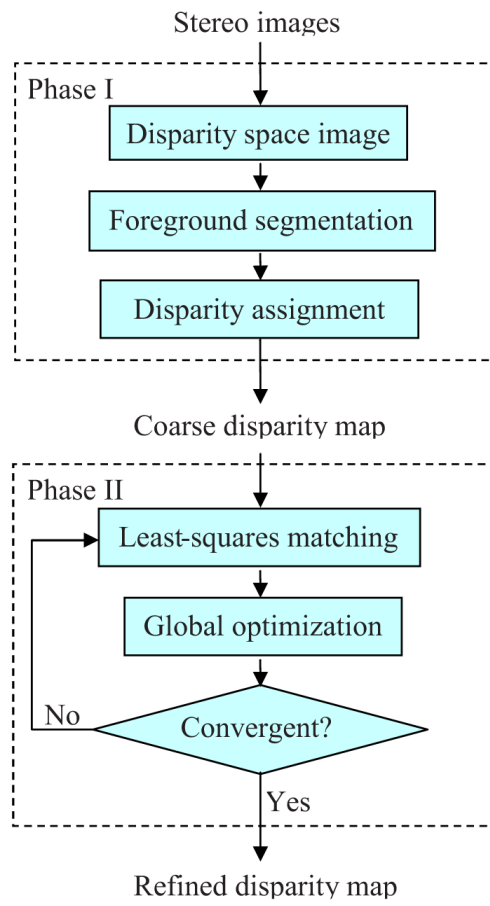 Stereo images
Phase I
Disparity space image
Foreground segmentation
Disparity assignment
Coarse disparity map
Phase II
Least-squares matching
Global optimization
Convergent?
No
Yes
Refined disparity map